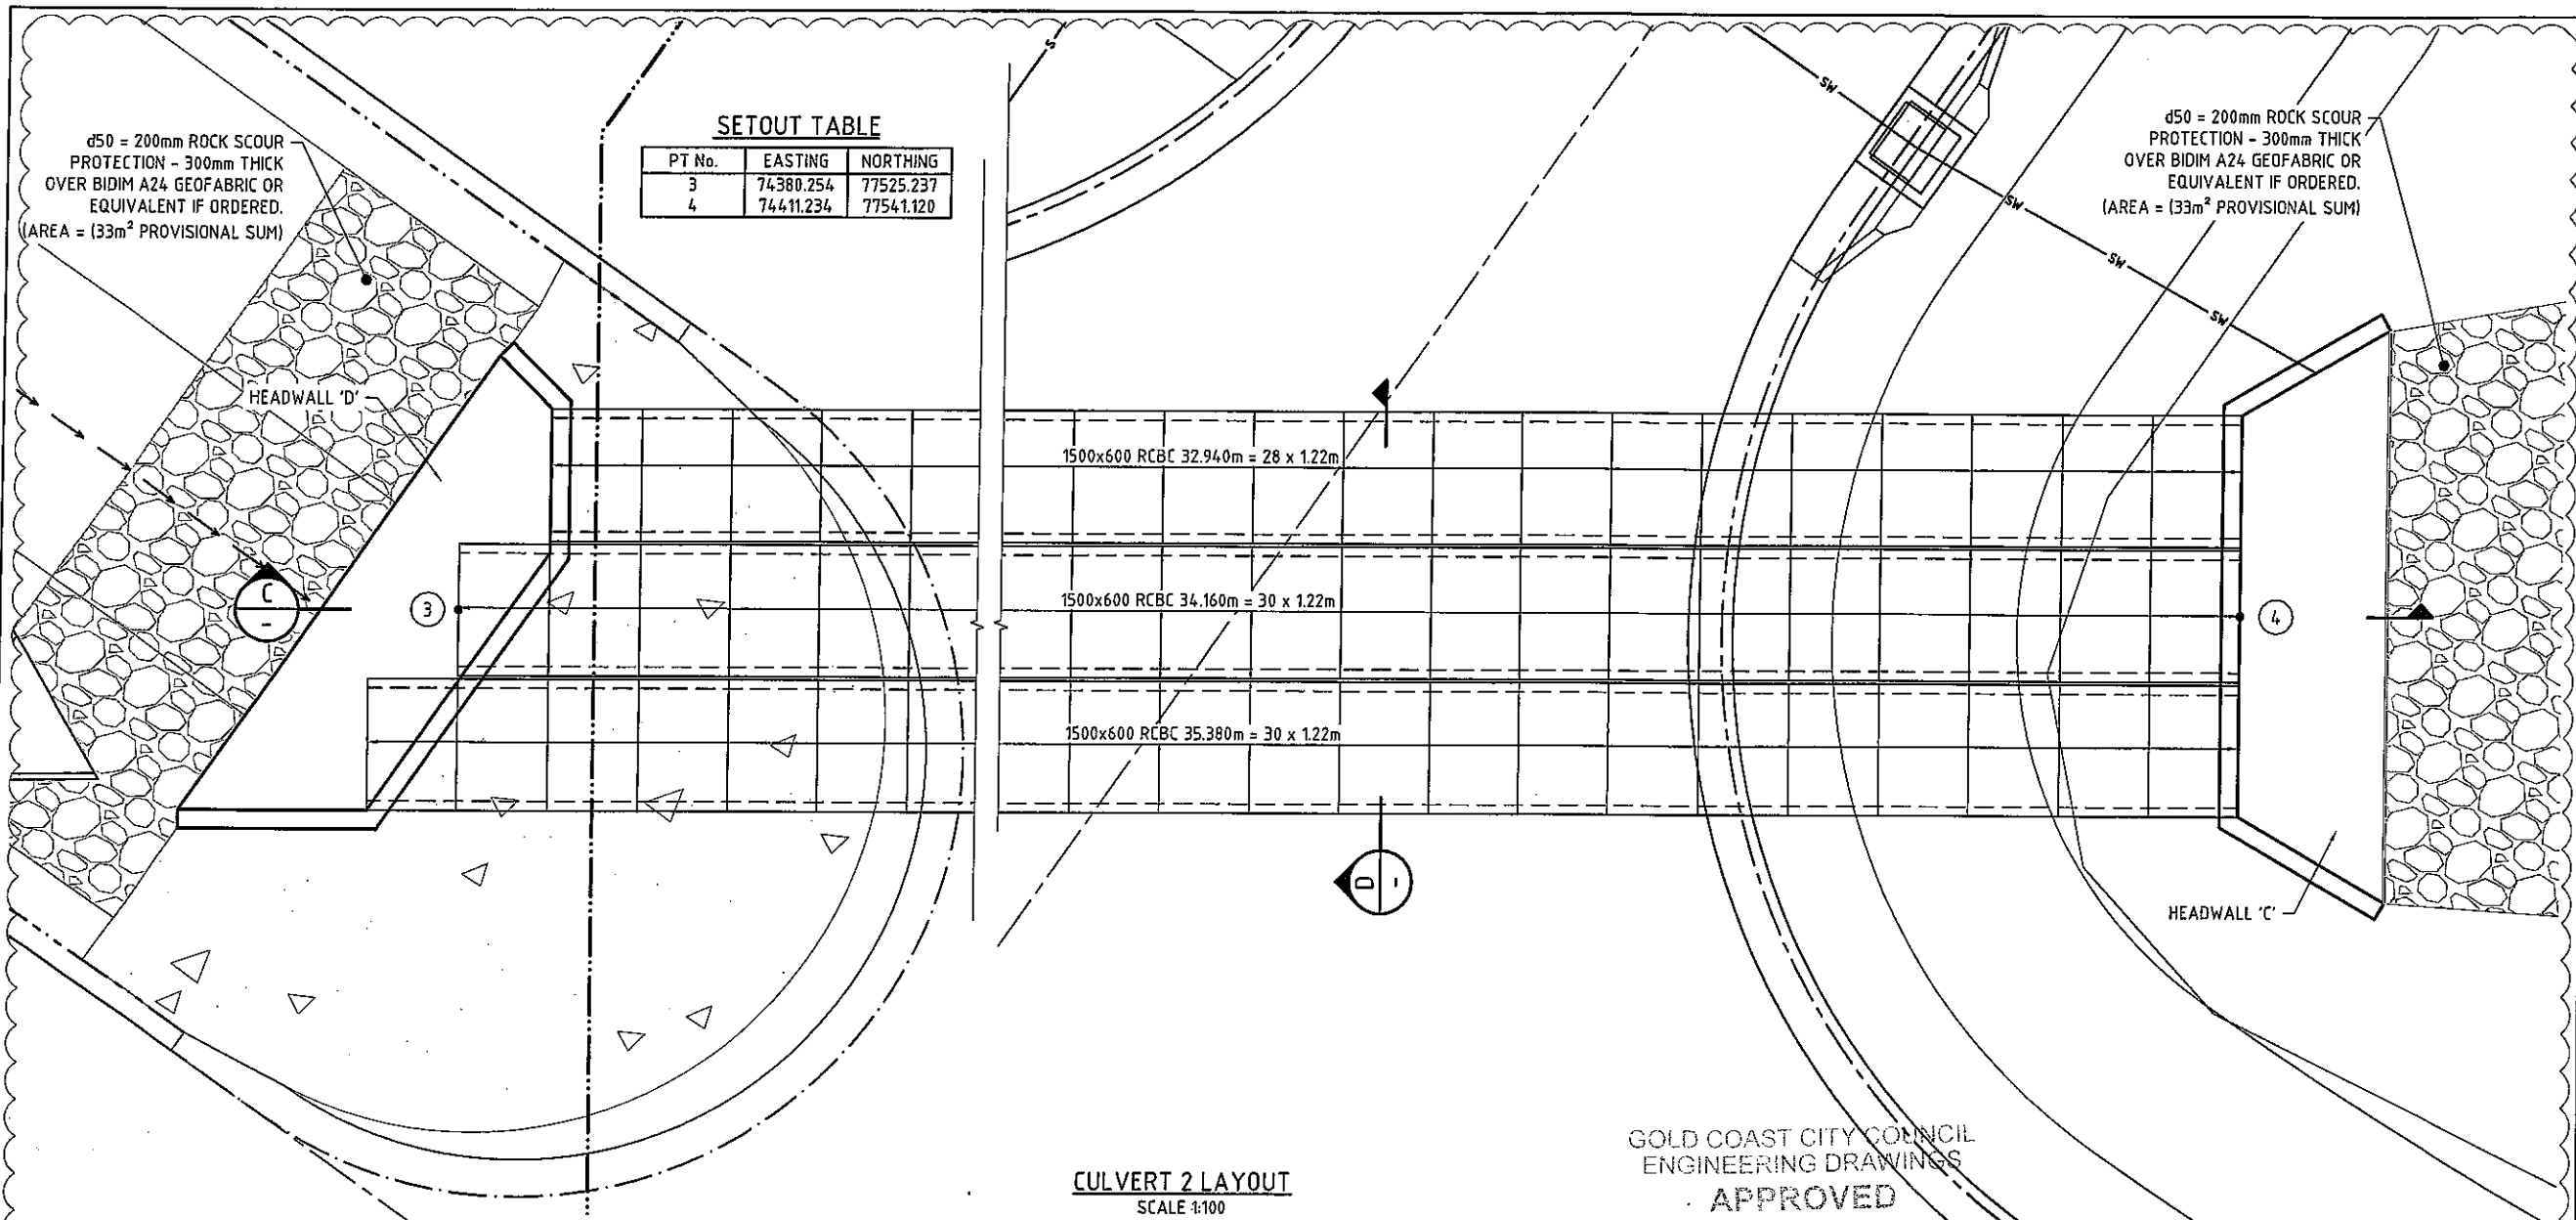 d50 = 200mm ROCK SCOUR
PROTECTION - 300mm THICK
OVER BIDIM A24 GEOFABRIC OR
EQUIVALENT IF ORDERED.
(AREA = (33m² PROVISIONAL SUM)
SETOUT TABLE
PT No. EASTING NORTHING
3 74380.254 77525.237
4 74411.234 77541.120
S
SW
SW
SW
SW
d50 = 200mm ROCK SCOUR
PROTECTION - 300mm THICK
OVER BIDIM A24 GEOFABRIC OR
EQUIVALENT IF ORDERED.
(AREA = (33m² PROVISIONAL SUM)
HEADWALL 'D'
1500x600 RCBC 32.940m = 28 x 1.22m
C
-
3
1500x600 RCBC 34.160m = 30 x 1.22m
4
1500x600 RCBC 35.380m = 30 x 1.22m
D
-
HEADWALL 'C'
CULVERT 2 LAYOUT
SCALE 1:100
GOLD COAST CITY COUNCIL
ENGINEERING DRAWINGS
APPROVED